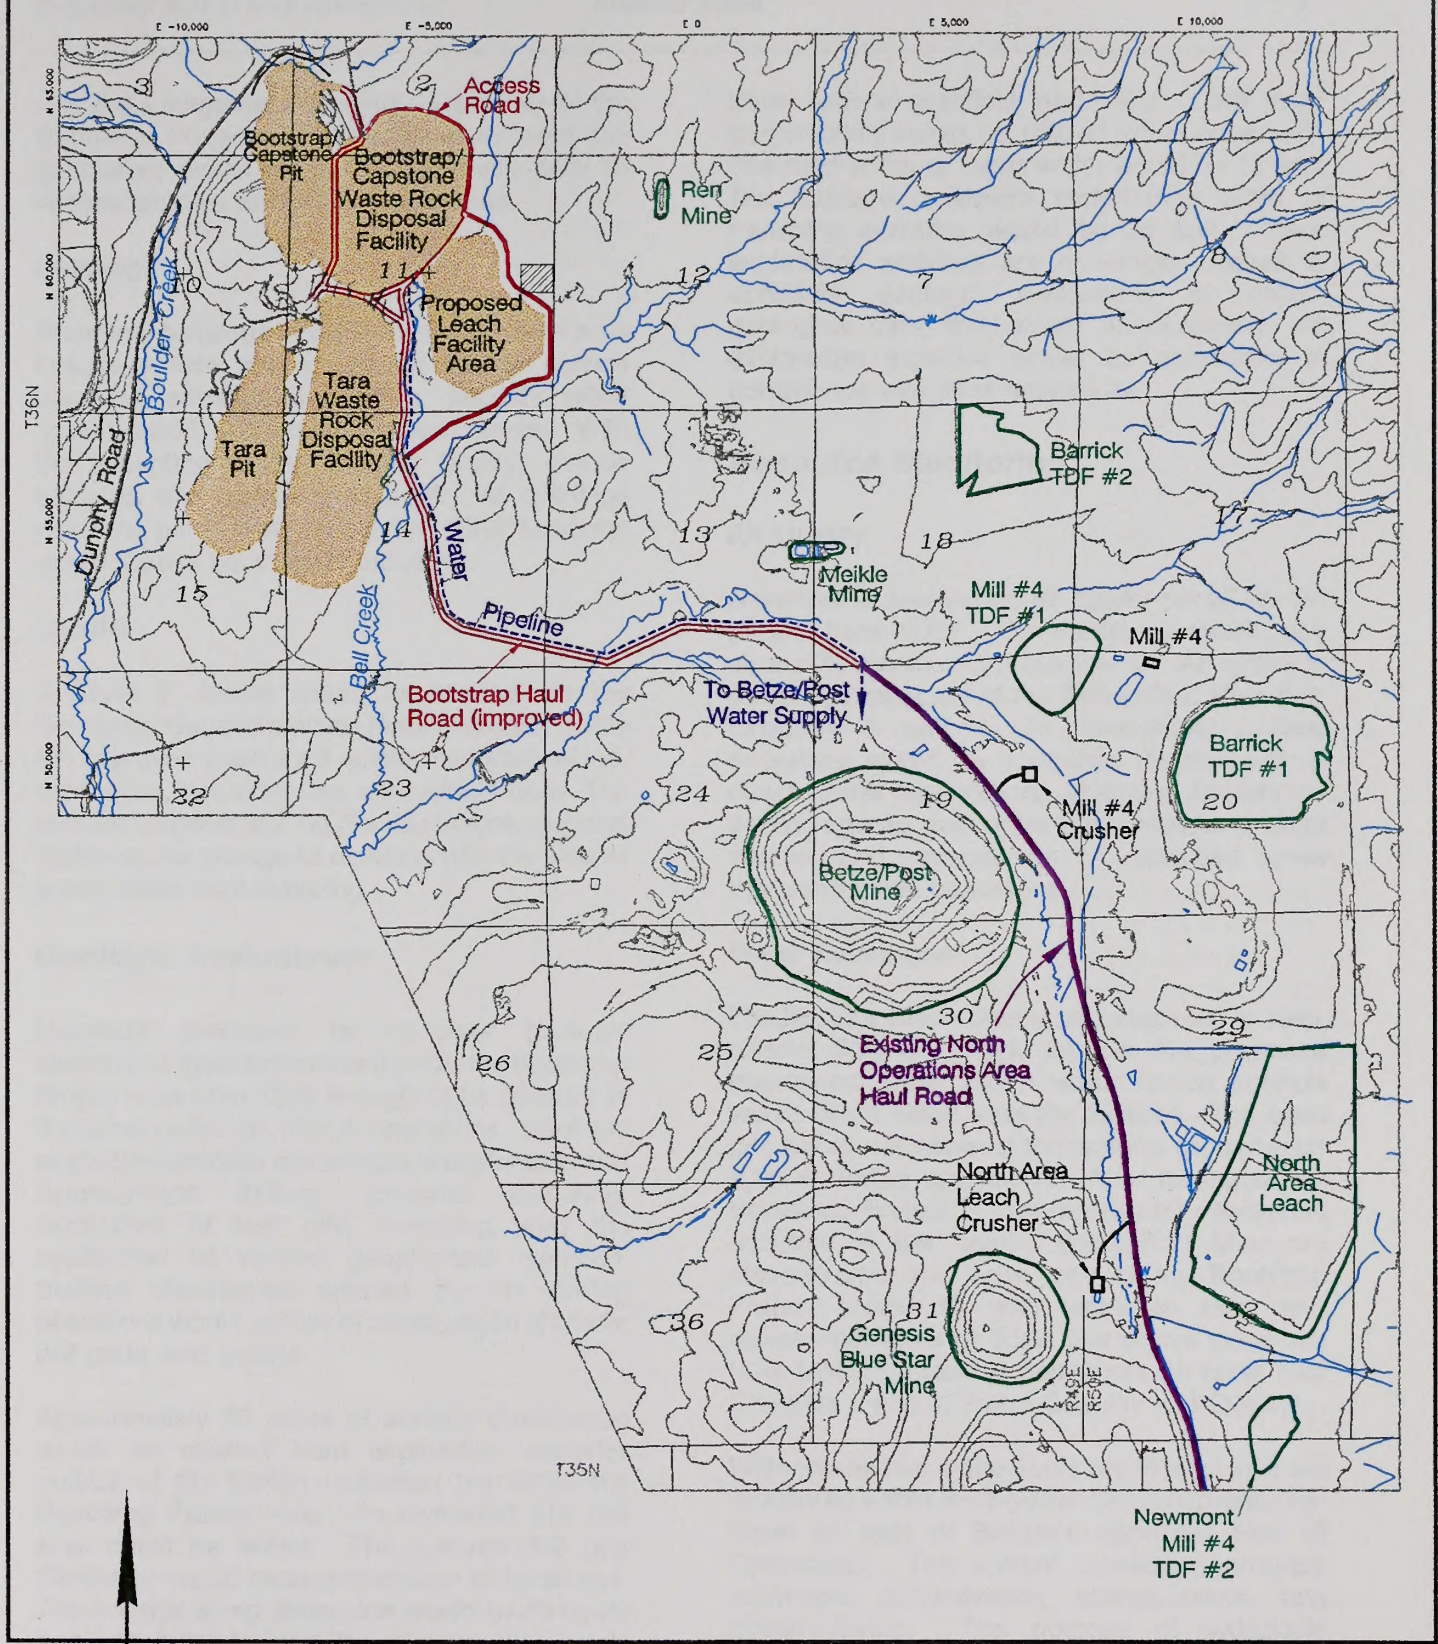 E -10,000
E -5,000
E 0
E 5,000
E 10,000
N 65,000
N 60,000
N 55,000
N 50,000
T36N
3
2
Access
Road
Bootstrap/
Capstone
Pit
Bootstrap/
Capstone
Waste Rock
Disposal
Facility
Ren
Mine
10
11
12
7
8
Proposed
Leach
Facility
Area
Boulder Creek
Dunphy Road
Tara
Pit
Tara
Waste
Rock
Disposal
Facility
Barrick
TDF #2
15
14
13
18
17
Water
Pipeline
Meikle
Mine
Mill #4
TDF #1
Mill #4
Bell Creek
Bootstrap Haul
Road (improved)
To Betze/Post
Water Supply
Barrick
TDF #1
22
23
24
19
20
Mill #4
Crusher
Betze/Post
Mine
26
25
30
29
Existing North
Operations Area
Haul Road
North Area
Leach
Crusher
North
Area
Leach
36
31
32
Genesis
Blue Star
Mine
R49E
R50E
T35N
Newmont
Mill #4
TDF #2